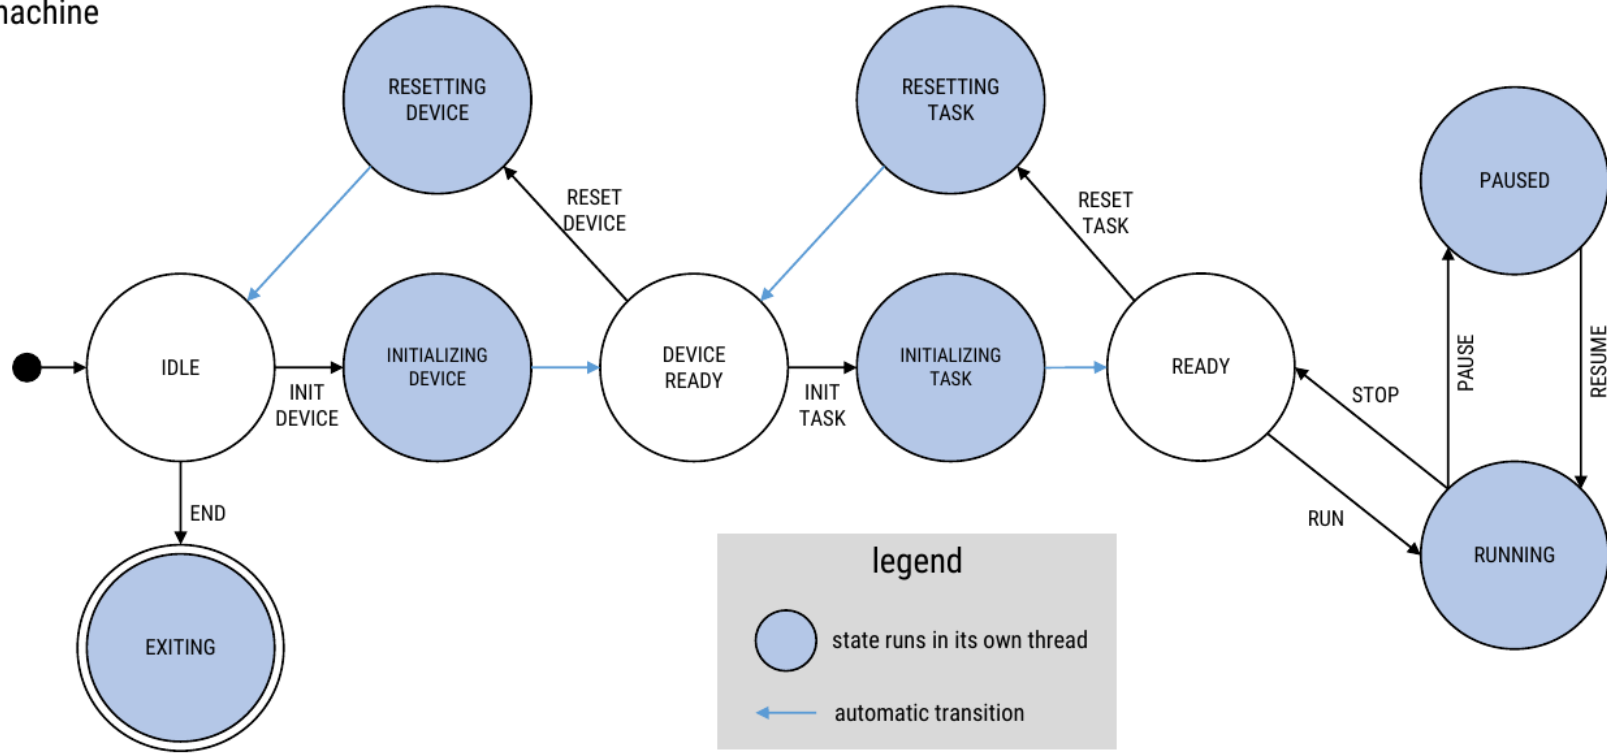 machine
RESETTING
DEVICE
RESETTING
TASK
PAUSED
RESET
DEVICE
RESET
TASK
IDLE
INIT
DEVICE
INITIALIZING
DEVICE
DEVICE
READY
INIT
TASK
INITIALIZING
TASK
READY
STOP
PAUSE
RESUME
RUN
RUNNING
END
EXITING
legend
state runs in its own thread
automatic transition